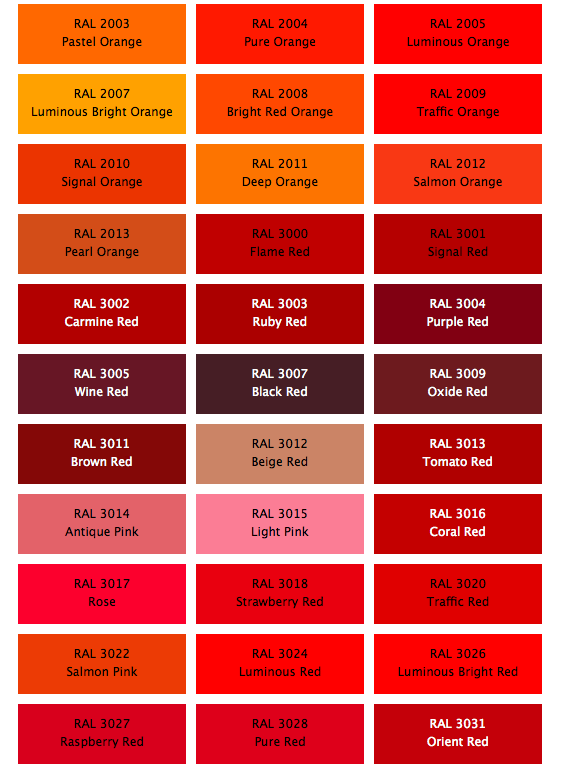 RAL 2003
Pastel Orange
RAL 2004
Pure Orange
RAL 2005
Luminous Orange
RAL 2007
Luminous Bright Orange
RAL 2008
Bright Red Orange
RAL 2009
Traffic Orange
RAL 2010
Signal Orange
RAL 2011
Deep Orange
RAL 2012
Salmon Orange
RAL 2013
Pearl Orange
RAL 3000
Flame Red
RAL 3001
Signal Red
RAL 3002
Carmine Red
RAL 3003
Ruby Red
RAL 3004
Purple Red
RAL 3005
Wine Red
RAL 3007
Black Red
RAL 3009
Oxide Red
RAL 3011
Brown Red
RAL 3012
Beige Red
RAL 3013
Tomato Red
RAL 3014
Antique Pink
RAL 3015
Light Pink
RAL 3016
Coral Red
RAL 3017
Rose
RAL 3018
Strawberry Red
RAL 3020
Traffic Red
RAL 3022
Salmon Pink
RAL 3024
Luminous Red
RAL 3026
Luminous Bright Red
RAL 3027
Raspberry Red
RAL 3028
Pure Red
RAL 3031
Orient Red